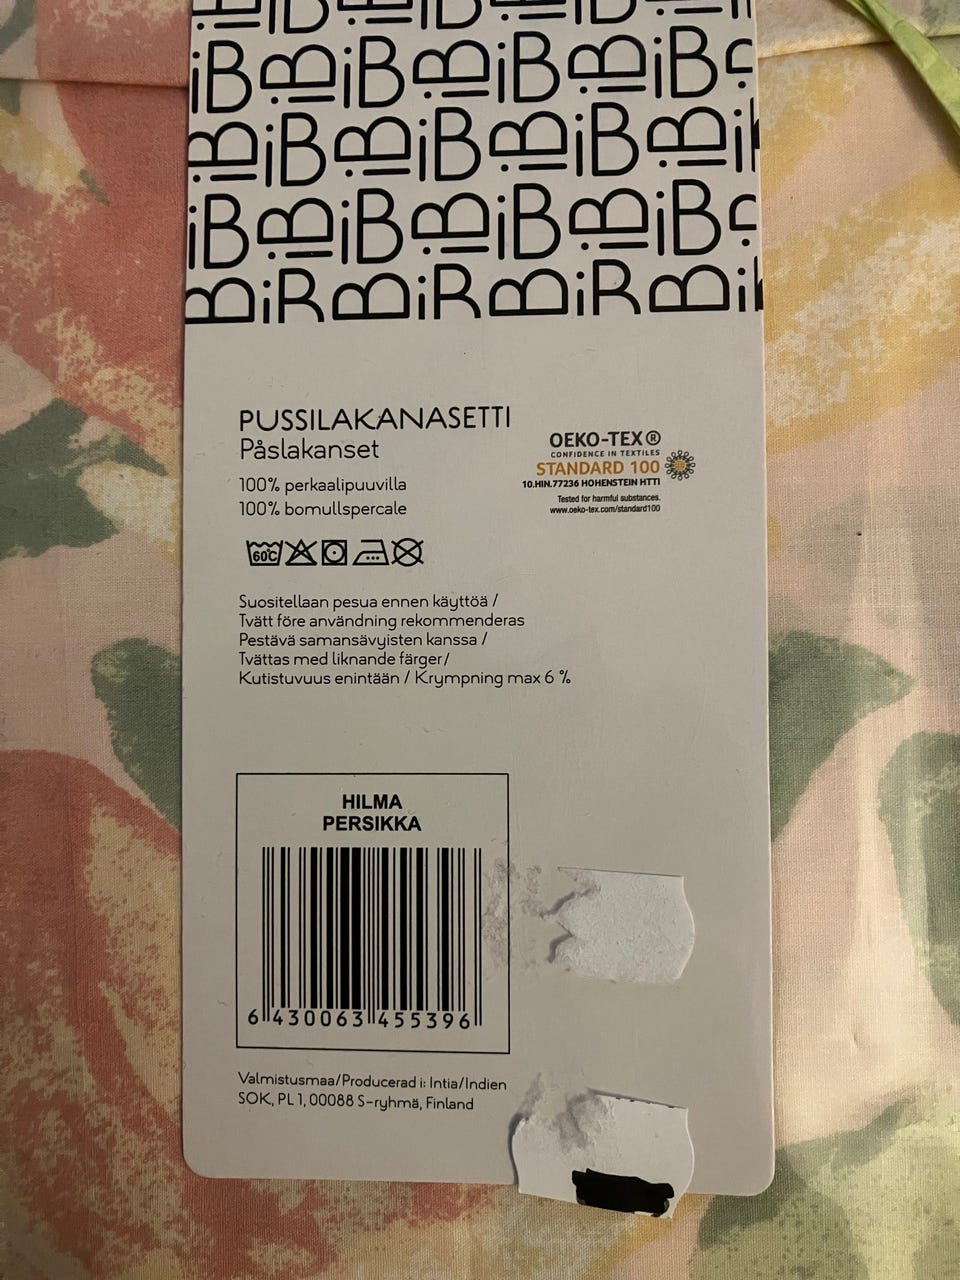 PUSSILAKANASETTI
Påslakanset
100% perkaalipuuvilla
100% bomullspercale
OEKO-TEX®
CONFIDENCE IN TEXTILES
STANDARD 100
10.HIN.77236 HOHENSTEIN HTTI
Tested for harmful substances.
www.oeko-tex.com/standard100
60C
Suositellaan pesua ennen käyttöä /
Tvätt före användning rekommenderas
Pestävä samansävyisten kanssa /
Tvättas med liknande färger/
Kutistuvuus enintään / Krympning max 6 %
HILMA
PERSIKKA
6 430063 455396
Valmistusmaa/Producerad i: Intia/Indien
SOK, PL 1, 00088 S-ryhmä, Finland